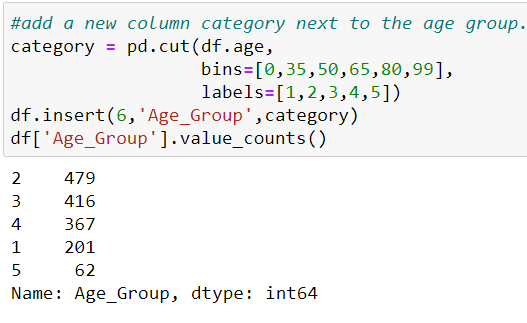 #add a new column category next to the age group.
category = pd.cut(df.age,
                  bins=[0,35,50,65,80,99],
                  labels=[1,2,3,4,5])
df.insert(6,'Age_Group',category)
df['Age_Group'].value_counts()
2    479
3    416
4    367
1    201
5     62
Name: Age_Group, dtype: int64